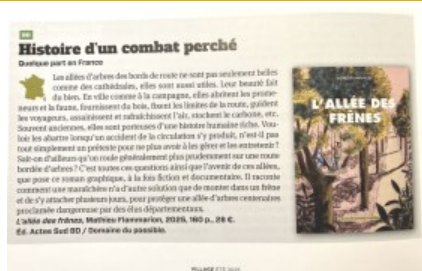 BD
Histoire d'un combat perché
Quelque part en France
Les allées d'arbres des bords de route ne sont pas seulement belles
comme des cathédrales, elles sont aussi utiles. Leur beauté fait
du bien. En ville comme à la campagne, elles abritent les prome-
neurs et la faune, fournissent du bois, fixent les limites de la route, guident
les voyageurs, assainissent et rafraîchissent l'air, stockent le carbone, etc.
Souvent anciennes, elles sont porteuses d'une histoire humaine riche. Vou-
loir les abattre lorsqu'un accident de la circulation s'y produit, n'est-il pas
tout simplement un prétexte pour ne plus avoir à les gérer et les entretenir ?
Sait-on d'ailleurs qu'on roule généralement plus prudemment sur une route
bordée d'arbres ? C'est toutes ces questions ainsi que l'avenir de ces allées,
que pose ce roman graphique, à la fois fiction et documentaire. Il raconte
comment une maraîchère n'a d'autre solution que de monter dans un frêne
et de s'y attacher plusieurs jours, pour protéger une allée d'arbres centenaires
proclamée dangereuse par des élus départementaux.
L'allée des frênes, Mathieu Flammarion, 2025, 160 p., 28 €.
Éd. Actes Sud BD / Domaine du possible.
L'ALLÉE DES
FRÊNES
VILLAGE ÉTÉ